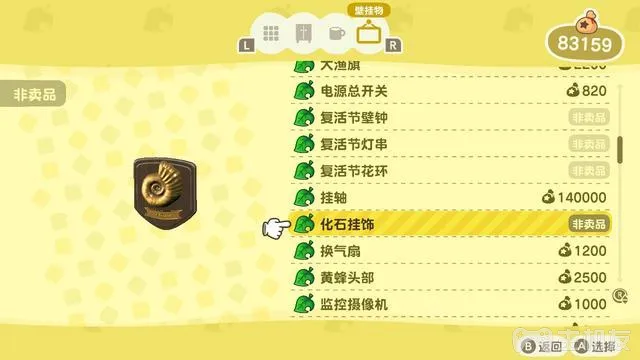 壁挂物
L
R
83159
非卖品
大渔旗 2200
电源总开关 820
复活节壁钟 非卖品
复活节灯串 非卖品
复活节花环 非卖品
挂轴 140000
化石挂饰 非卖品
换气扇 1200
黄蜂头部 2500
监控摄像机 1000
B 返回 A 选择